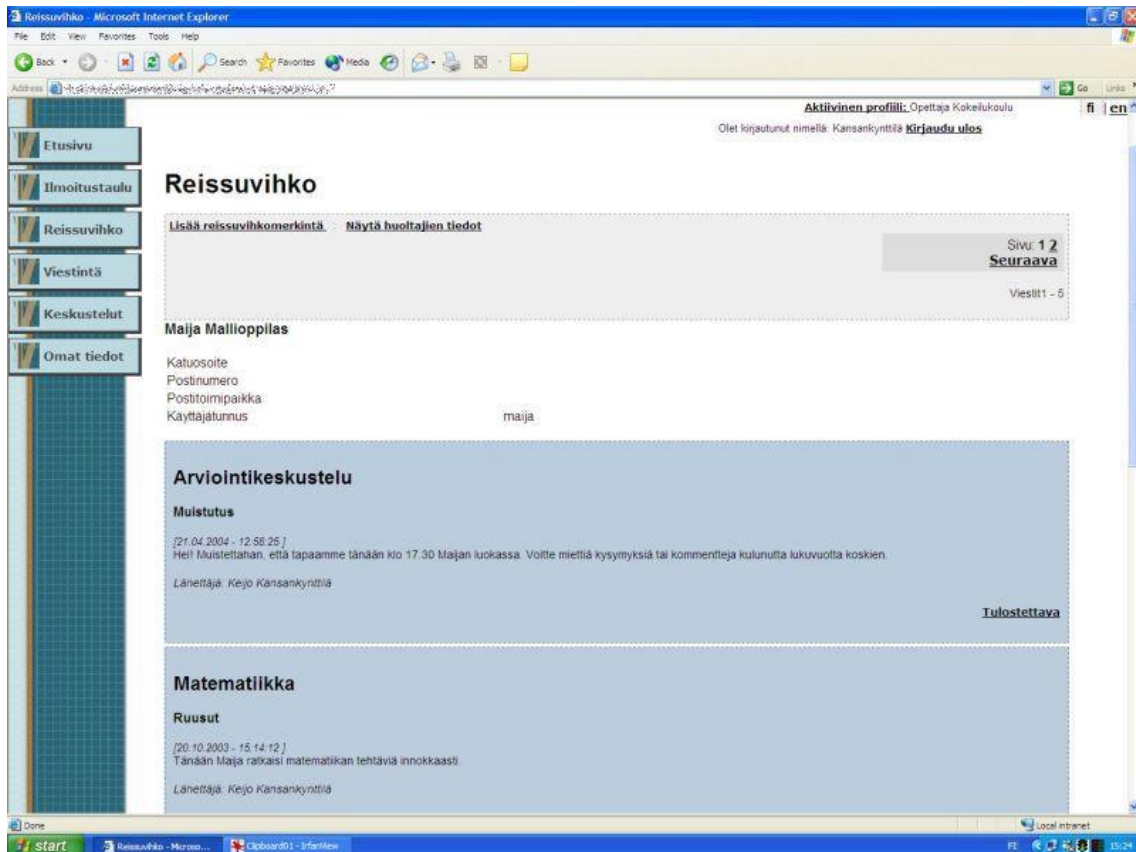 Reissuvihko - Microsoft Internet Explorer
File Edit View Favorites Tools Help
Back Search Favorites Media
Address Go Links
Aktiivinen profiili: Opettaja Kokeilukoulu fi | en
Olet kirjautunut nimellä: Kansankynttilä Kirjaudu ulos
Etusivu
Ilmoitustaulu
Reissuvihko
Viestintä
Keskustelut
Omat tiedot
Reissuvihko
Lisää reissuvihkomerkintä : Näytä huoltajien tiedot
Sivu: 1 2
Seuraava
Viestit1 - 5
Maija Mallioppilas
Katuosoite
Postinumero
Postitoimipaikka
Käyttäjätunnus maija
Arviointikeskustelu
Muistutus
[21.04.2004 - 12:58:25 ]
Hei! Muistettahan, että tapaamme tänään klo 17.30 Maijan luokassa. Voitte miettiä kysymyksiä tai kommentteja kulunutta lukuvuotta koskien.
Lähettäjä: Keijo Kansankynttilä
Tulostettava
Matematiikka
Ruusut
[20.10.2003 - 15:14:12 ]
Tänään Maija ratkaisi matematiikan tehtäviä innokkaasti.
Lähettäjä: Keijo Kansankynttilä
Done Local intranet
start Reissuvihko - Microso... Clipboard01 - IrfanView FI 15:24